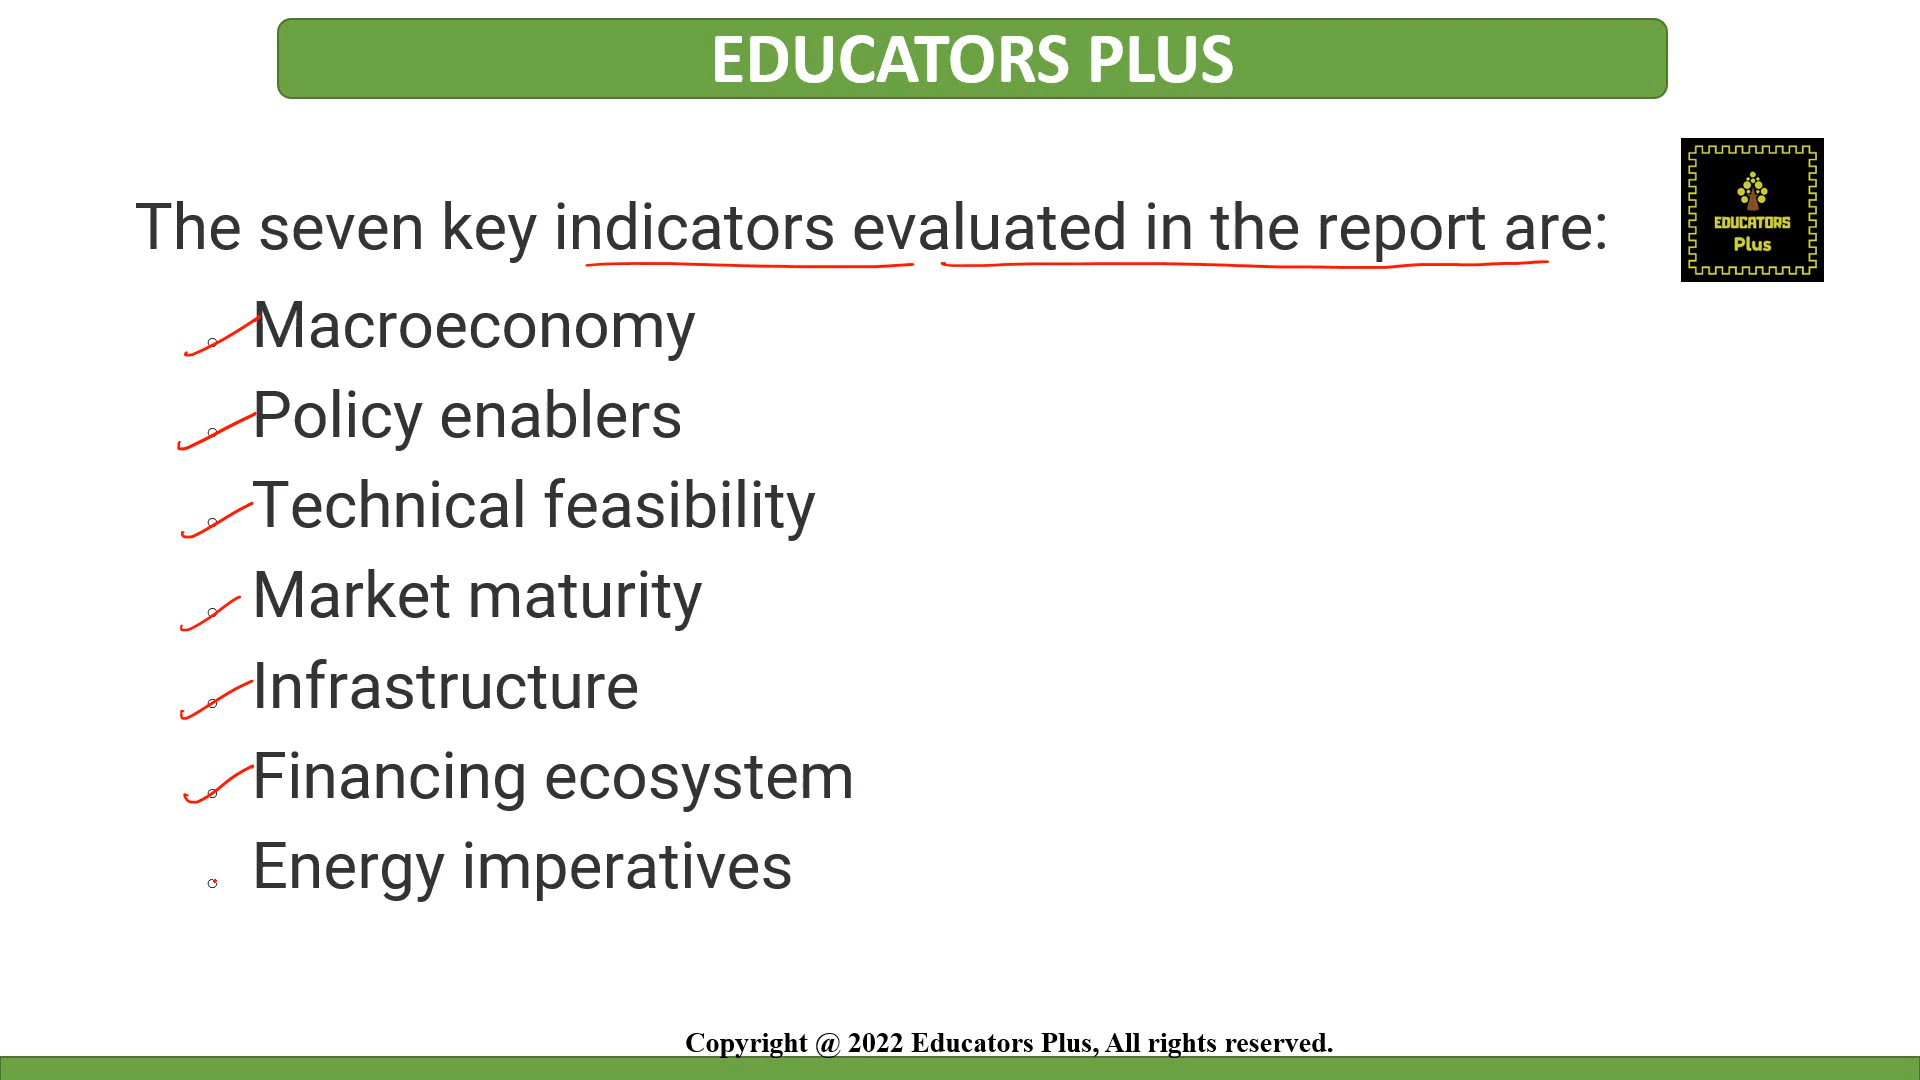 EDUCATORS PLUS
EDUCATORS
Plus
The seven key indicators evaluated in the report are:
Macroeconomy
Policy enablers
Technical feasibility
Market maturity
Infrastructure
Financing ecosystem
Energy imperatives
Copyright @ 2022 Educators Plus, All rights reserved.